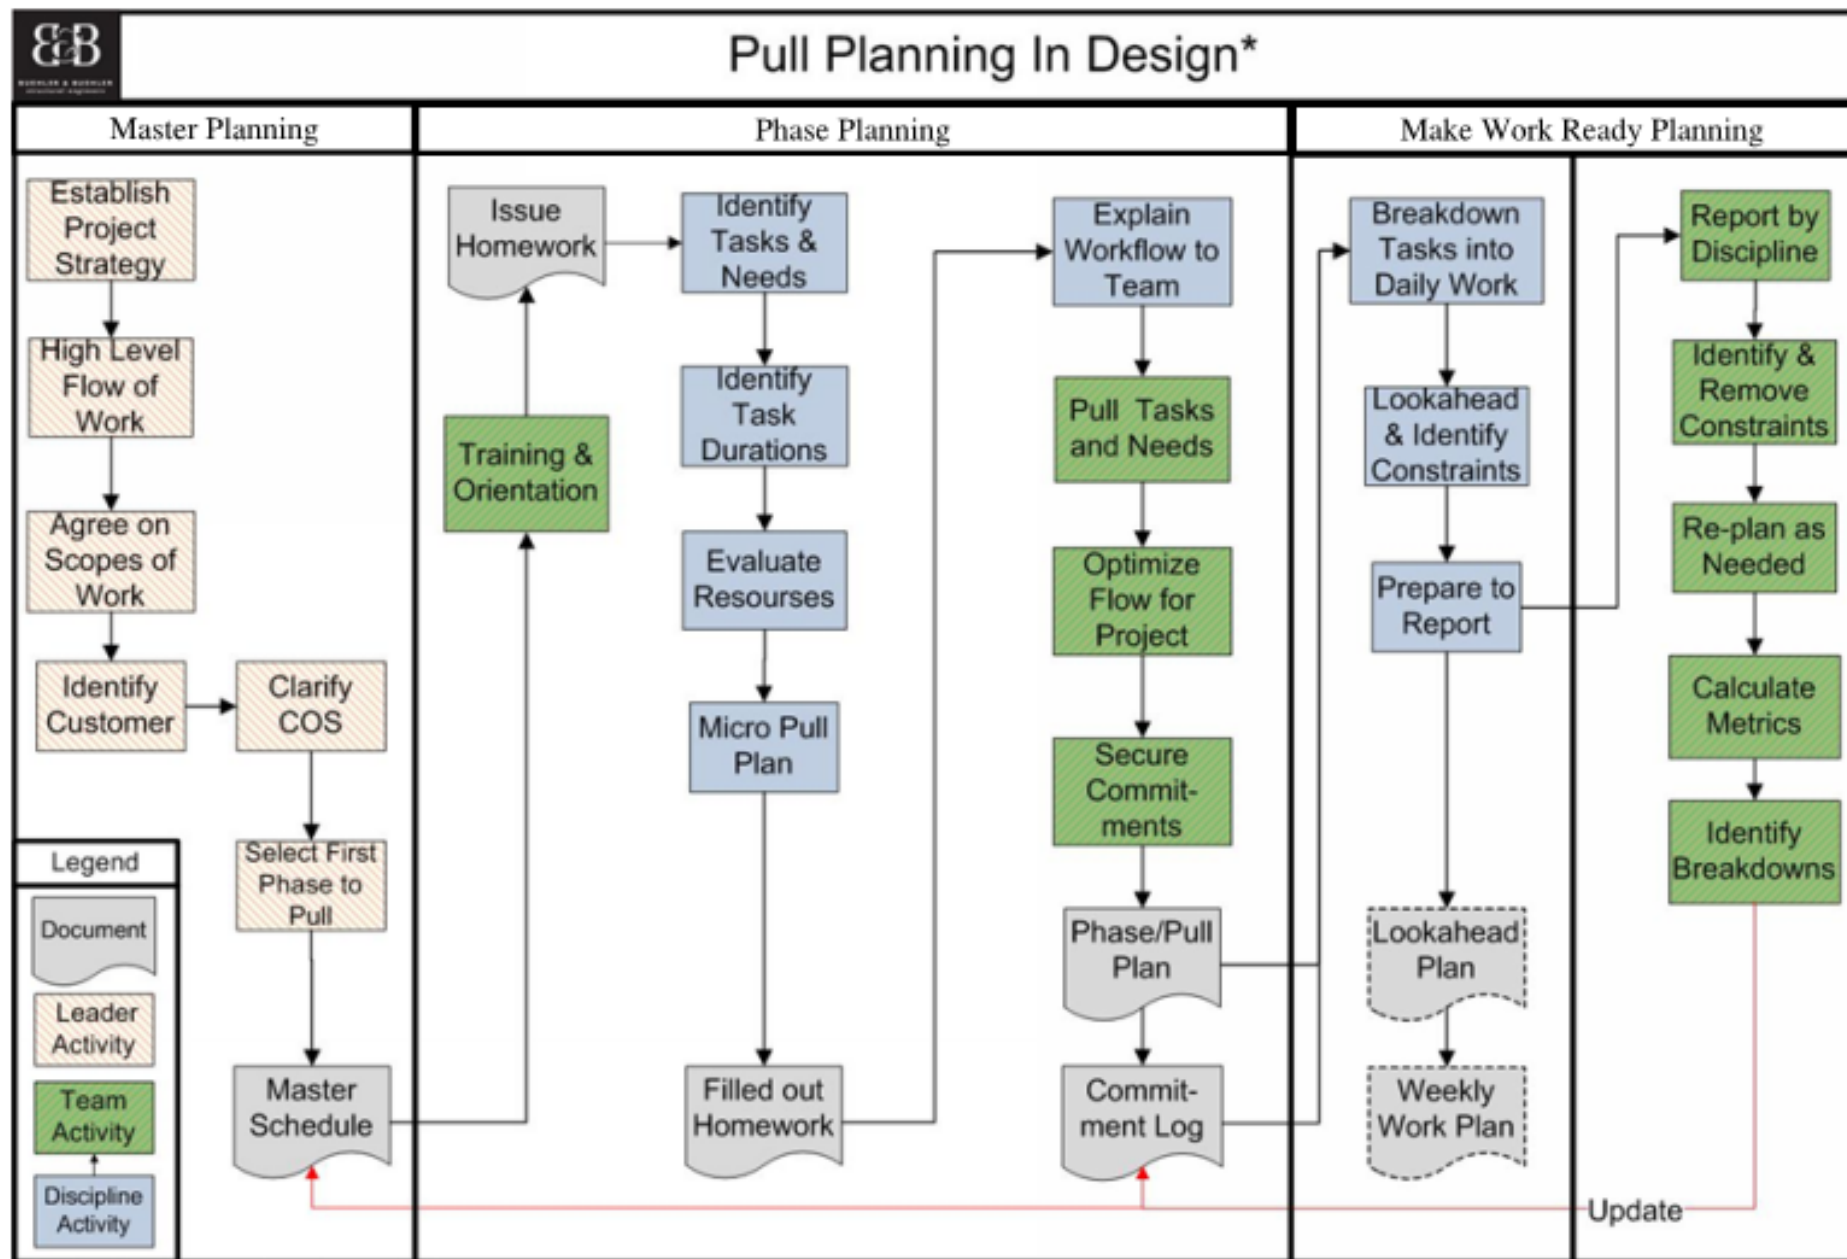 B&B
BUEHLER & BUEHLER
structural engineers
Pull Planning In Design*
Master Planning
Phase Planning
Make Work Ready Planning
Establish
Project
Strategy
High Level
Flow of
Work
Agree on
Scopes of
Work
Identify
Customer
Clarify
COS
Select First
Phase to
Pull
Master
Schedule
Legend
Document
Leader
Activity
Team
Activity
Discipline
Activity
Issue
Homework
Training &
Orientation
Identify
Tasks &
Needs
Identify
Task
Durations
Evaluate
Resourses
Micro Pull
Plan
Filled out
Homework
Explain
Workflow to
Team
Pull Tasks
and Needs
Optimize
Flow for
Project
Secure
Commit-
ments
Phase/Pull
Plan
Commit-
ment Log
Breakdown
Tasks into
Daily Work
Lookahead
& Identify
Constraints
Prepare to
Report
Lookahead
Plan
Weekly
Work Plan
Report by
Discipline
Identify &
Remove
Constraints
Re-plan as
Needed
Calculate
Metrics
Identify
Breakdowns
Update